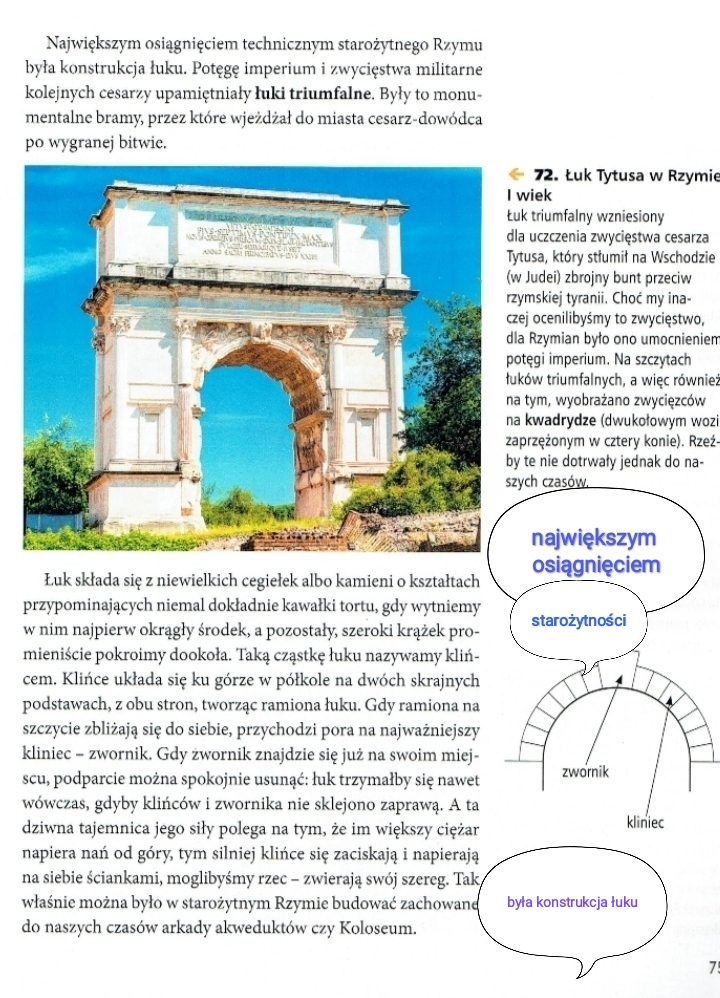 Największym osiągnięciem technicznym starożytnego Rzymu
była konstrukcja łuku. Potęgę imperium i zwycięstwa militarne
kolejnych cesarzy upamiętniały łuki triumfalne. Były to monu-
mentalne bramy, przez które wjeżdżał do miasta cesarz-dowódca
po wygranej bitwie.
← 72. Łuk Tytusa w Rzymie
I wiek
Łuk triumfalny wzniesiony
dla uczczenia zwycięstwa cesarza
Tytusa, który stłumił na Wschodzie
(w Judei) zbrojny bunt przeciw
rzymskiej tyranii. Choć my ina-
czej ocenilibyśmy to zwycięstwo,
dla Rzymian było ono umocnieniem
potęgi imperium. Na szczytach
łuków triumfalnych, a więc również
na tym, wyobrażano zwycięzców
na kwadrydze (dwukołowym wozi
zaprzężonym w cztery konie). Rzeź-
by te nie dotrwały jednak do na-
szych czasów.
największym
osiągnięciem
starożytności
zwornik
kliniec
była konstrukcja łuku
Łuk składa się z niewielkich cegiełek albo kamieni o kształtach
przypominających niemal dokładnie kawałki tortu, gdy wytniemy
w nim najpierw okrągły środek, a pozostały, szeroki krążek pro-
mieniście pokroimy dookoła. Taką cząstkę łuku nazywamy kliń-
cem. Klińce układa się ku górze w półkole na dwóch skrajnych
podstawach, z obu stron, tworząc ramiona łuku. Gdy ramiona na
szczycie zbliżają się do siebie, przychodzi pora na najważniejszy
kliniec – zwornik. Gdy zwornik znajdzie się już na swoim miej-
scu, podparcie można spokojnie usunąć: łuk trzymałby się nawet
wówczas, gdyby klińców i zwornika nie sklejono zaprawą. A ta
dziwna tajemnica jego siły polega na tym, że im większy ciężar
napiera nań od góry, tym silniej klińce się zaciskają i napierają
na siebie ściankami, moglibyśmy rzec – zwierają swój szereg. Tak
właśnie można było w starożytnym Rzymie budować zachowane
do naszych czasów arkady akweduktów czy Koloseum.
75